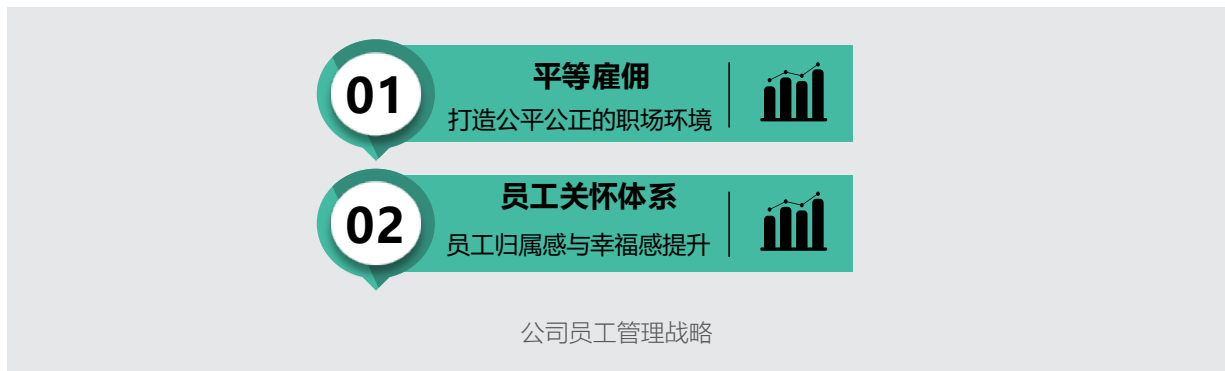 01
平等雇佣
打造公平公正的职场环境
02
员工关怀体系
员工归属感与幸福感提升
公司员工管理战略